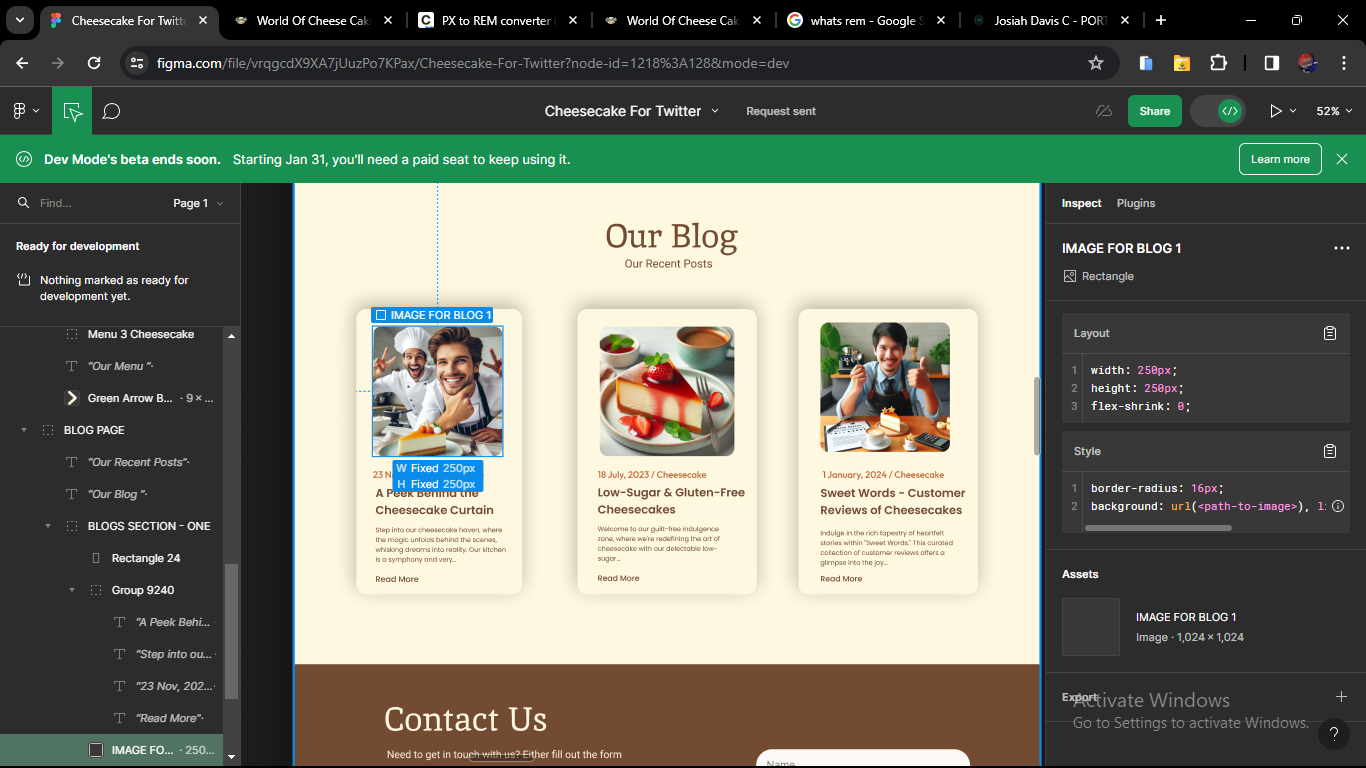 Cheesecake For Twitte
World Of Cheese Cak
PX to REM converter
World Of Cheese Cak
whats rem - Google S
Josiah Davis C - PORT
figma.com/file/vrqgcdX9XA7jUuzPo7KPax/Cheesecake-For-Twitter?node-id=1218%3A128&mode=dev
Cheesecake For Twitter
Request sent
Share
52%
Dev Mode's beta ends soon. Starting Jan 31, you'll need a paid seat to keep using it.
Learn more
Find...
Page 1
Ready for development
Nothing marked as ready for
development yet.
Menu 3 Cheesecake
"Our Menu "·
Green Arrow B... · 9 × ...
BLOG PAGE
"Our Recent Posts"·
"Our Blog "·
BLOGS SECTION - ONE
Rectangle 24
Group 9240
"A Peek Behi...
"Step into ou...
"23 Nov, 202...
"Read More"·
IMAGE FO... · 250...
Our Blog
Our Recent Posts
IMAGE FOR BLOG 1
W Fixed 250px
H Fixed 250px
23 N
A Peek Behind the
Cheesecake Curtain
Step into our cheesecake haven, where
the magic unfolds behind the scenes,
whisking dreams into reality. Our kitchen
is a symphony and very...
Read More
18 July, 2023 / Cheesecake
Low-Sugar & Gluten-Free
Cheesecakes
Welcome to our guilt-free indulgence
zone, where we're redefining the art of
cheesecake with our delectable low-
sugar...
Read More
1 January, 2024 / Cheesecake
Sweet Words - Customer
Reviews of Cheesecakes
Indulge in the rich tapestry of heartfelt
stories within "Sweet Words." This curated
collection of customer reviews offers a
glimpse into the joy...
Read More
Contact Us
Need to get in touch with us? Either fill out the form
Name
Inspect
Plugins
IMAGE FOR BLOG 1
Rectangle
Layout
1 width: 250px;
2 height: 250px;
3 flex-shrink: 0;
Style
1 border-radius: 16px;
2 background: url(<path-to-image>), l
Assets
IMAGE FOR BLOG 1
Image · 1,024 × 1,024
Export
Activate Windows
Go to Settings to activate Windows.
?